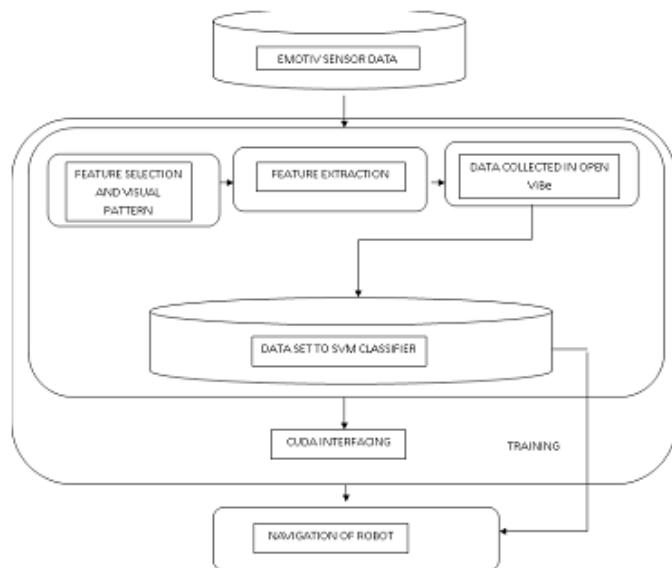 EMOTIV SENSOR DATA
FEATURE SELECTION
AND VISUAL
PATTERN
FEATURE EXTRACTION
DATA COLLECTED IN OPEN
ViBe
DATA SET TO SVM CLASSIFIER
CUDA INTERFACING
TRAINING
NAVIGATION OF ROBOT